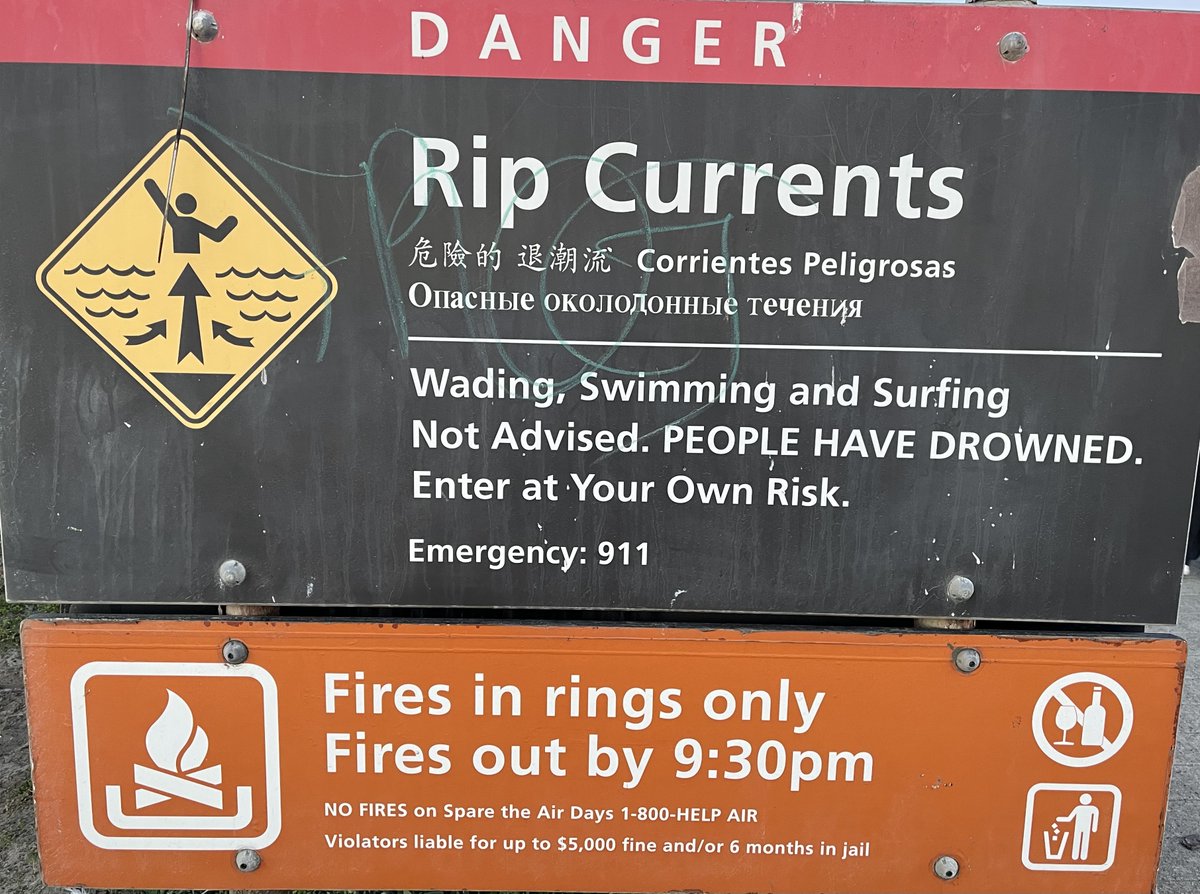 DANGER
Rip Currents
危險的 退潮流 Corrientes Peligrosas
Опасные околодонные течения
Wading, Swimming and Surfing
Not Advised. PEOPLE HAVE DROWNED.
Enter at Your Own Risk.
Emergency: 911
Fires in rings only
Fires out by 9:30pm
NO FIRES on Spare the Air Days 1-800-HELP AIR
Violators liable for up to $5,000 fine and/or 6 months in jail